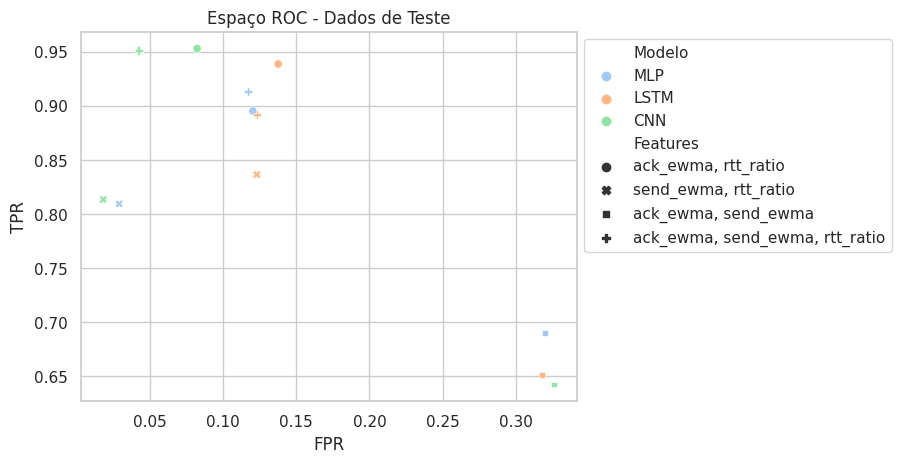 Espaço ROC - Dados de Teste
TPR
0.95
0.90
0.85
0.80
0.75
0.70
0.65
0.05
0.10
0.15
0.20
0.25
0.30
FPR
Modelo
MLP
LSTM
CNN
Features
ack_ewma, rtt_ratio
send_ewma, rtt_ratio
ack_ewma, send_ewma
ack_ewma, send_ewma, rtt_ratio